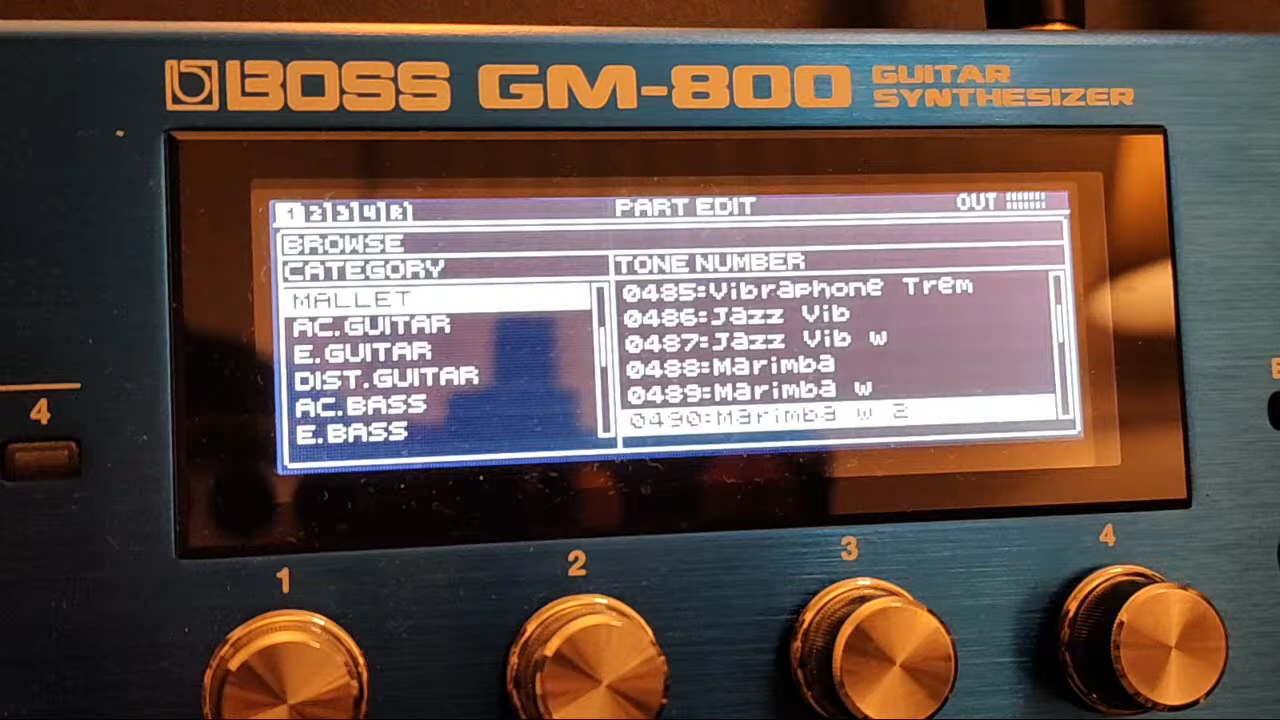 BOSS GM-800 GUITAR SYNTHESIZER
1 2 3 4 R PART EDIT OUT
BROWSE
CATEGORY TONE NUMBER
MALLET 0485:Vibraphone Trem
AC.GUITAR 0486:Jazz Vib
E.GUITAR 0487:Jazz Vib w
DIST.GUITAR 0488:Marimba
AC.BASS 0489:Marimba w
E.BASS 0490:Marimba w 2
4
1 2 3 4